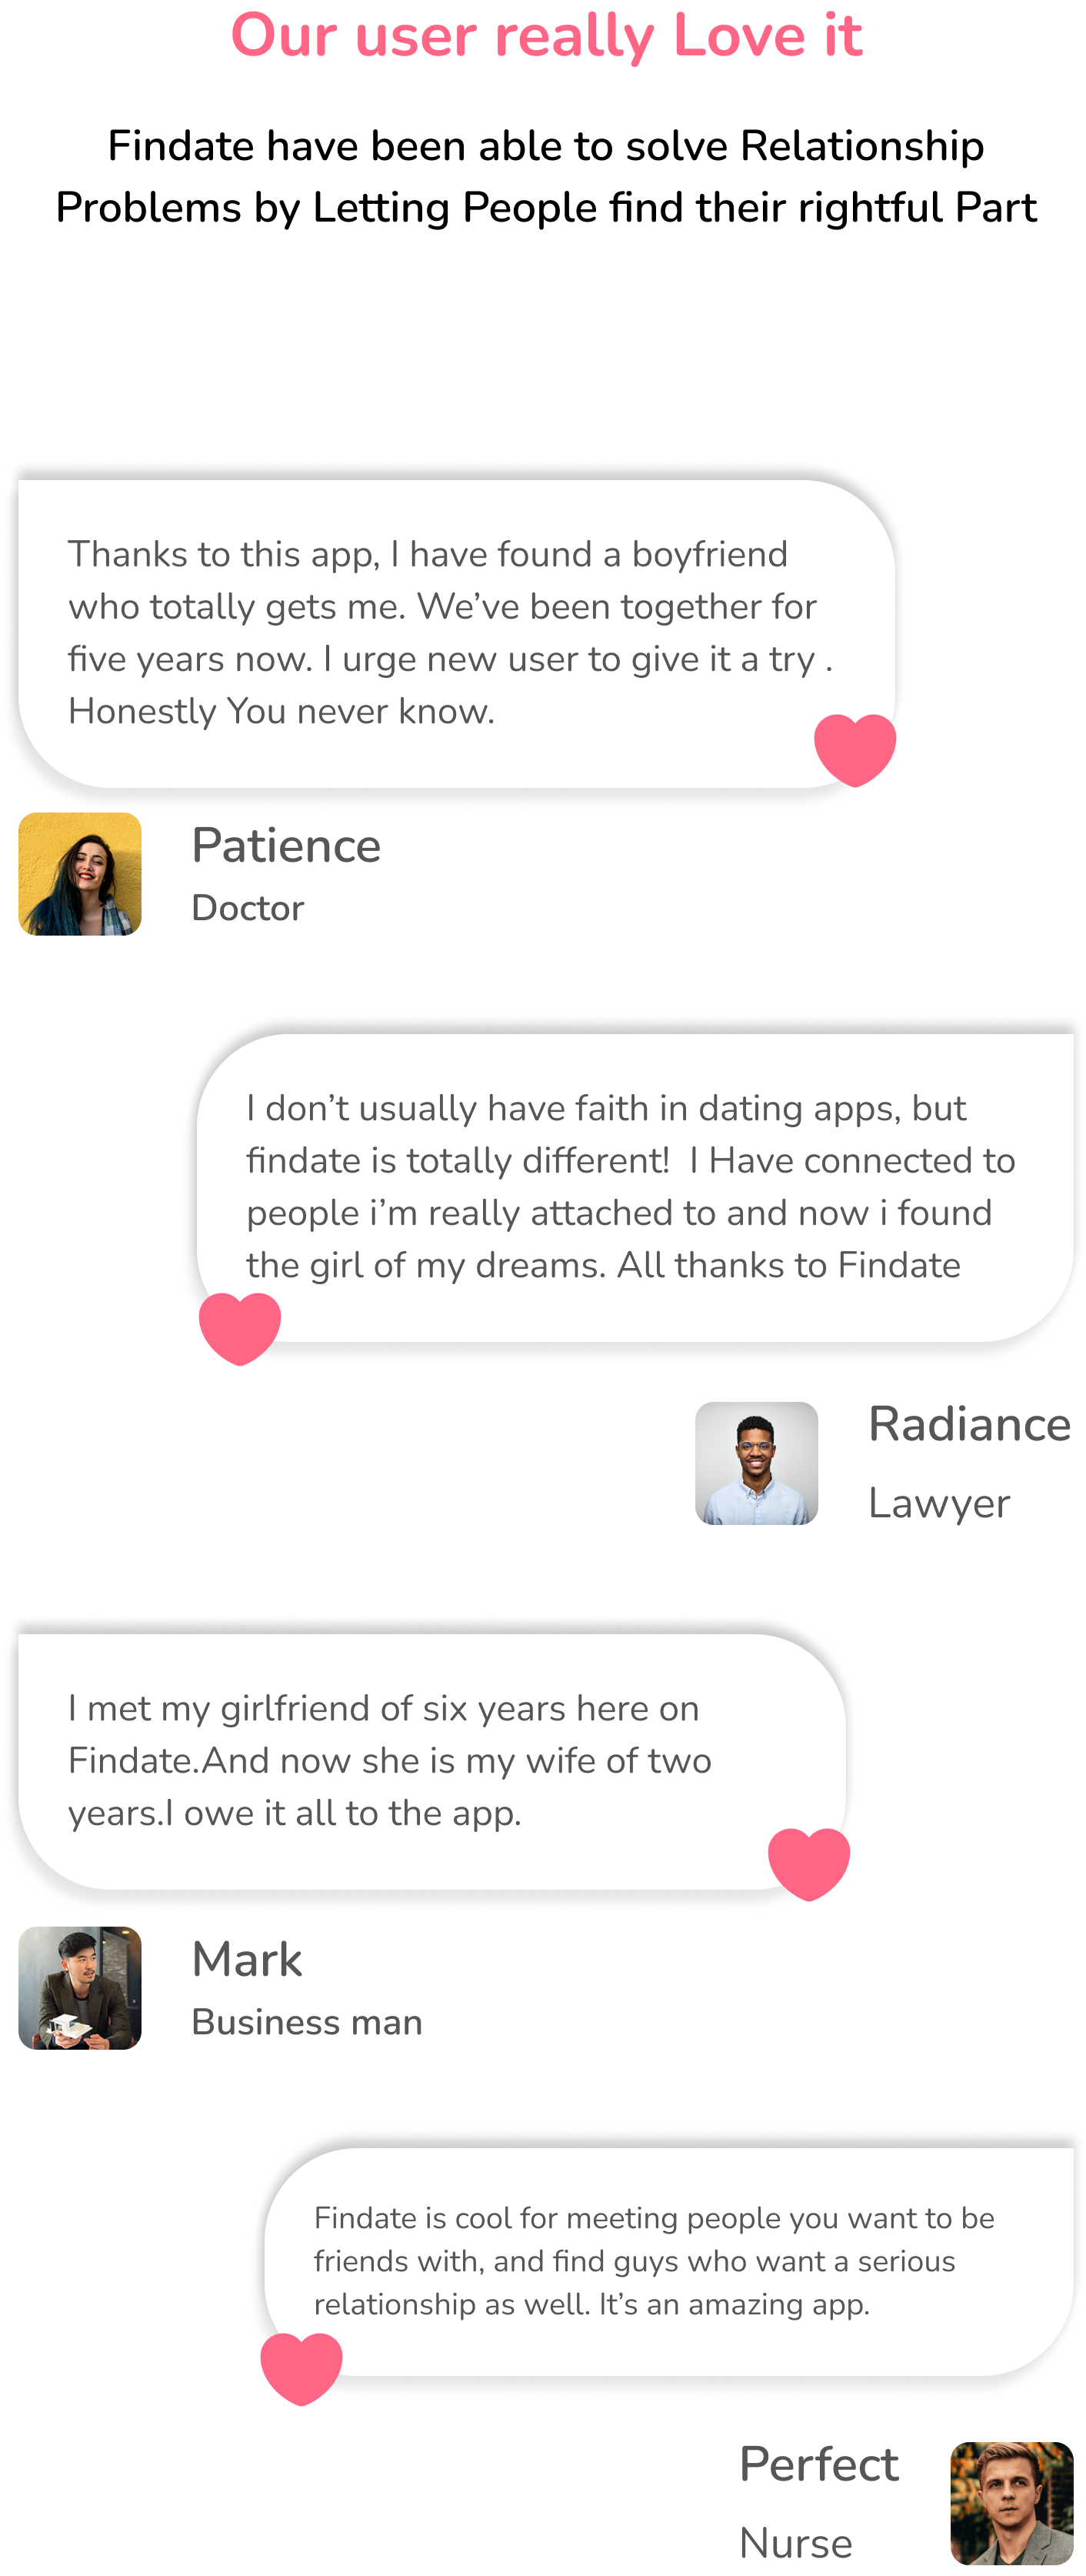 Our user really Love it
Findate have been able to solve Relationship
Problems by Letting People find their rightful Part
Thanks to this app, I have found a boyfriend
who totally gets me. We’ve been together for
five years now. I urge new user to give it a try .
Honestly You never know.
Patience
Doctor
I don’t usually have faith in dating apps, but
findate is totally different!  I Have connected to
people i’m really attached to and now i found
the girl of my dreams. All thanks to Findate
Radiance
Lawyer
I met my girlfriend of six years here on
Findate.And now she is my wife of two
years.I owe it all to the app.
Mark
Business man
Findate is cool for meeting people you want to be
friends with, and find guys who want a serious
relationship as well. It’s an amazing app.
Perfect
Nurse